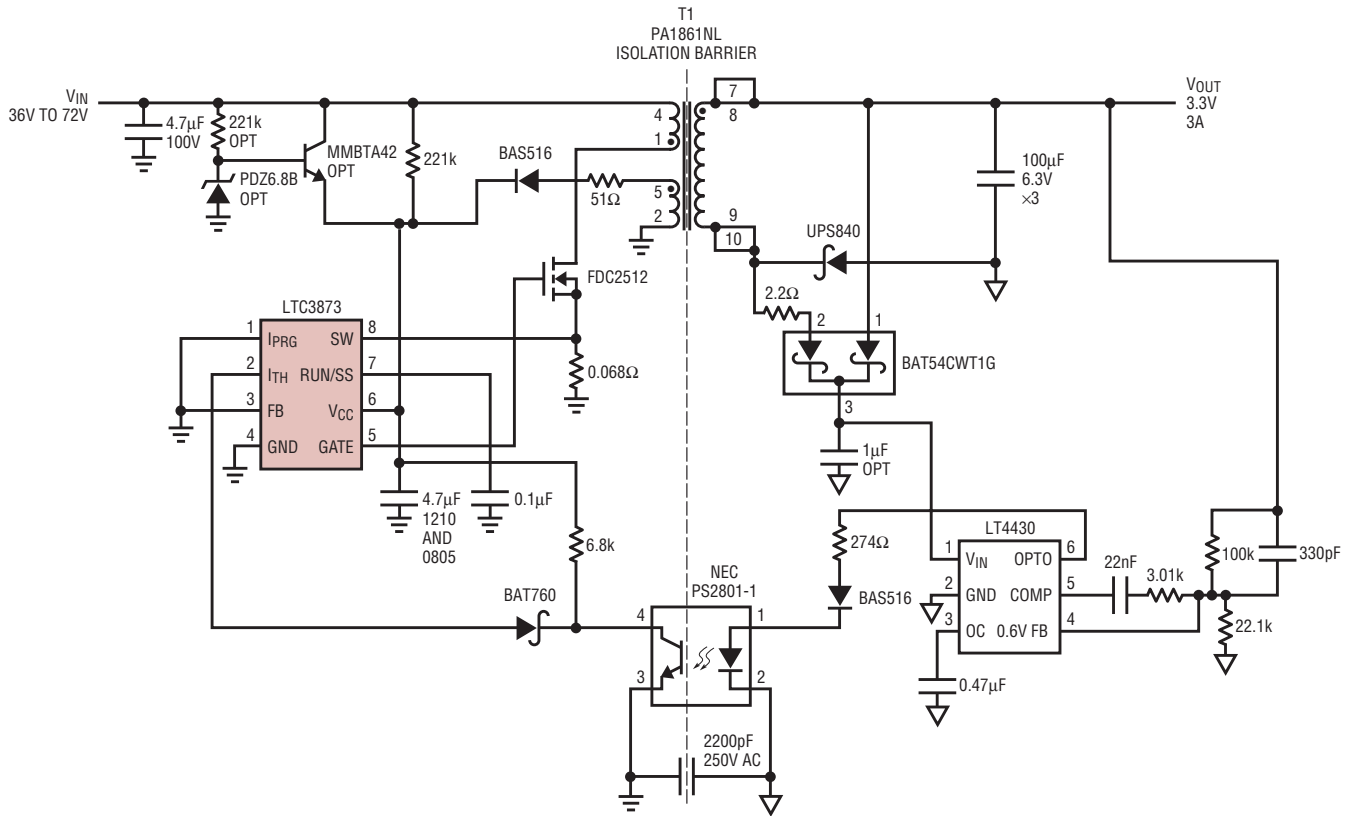 T1
PA1861NL
ISOLATION BARRIER
VIN
36V TO 72V
4.7µF
100V
221k
OPT
MMBTA42
OPT
PDZ6.8B
OPT
221k
BAS516
51Ω
4
1
5
2
7
8
9
10
VOUT
3.3V
3A
100µF
6.3V
×3
UPS840
FDC2512
2.2Ω
2
1
BAT54CWT1G
3
LTC3873
1
IPRG
SW
8
2
ITH
RUN/SS
7
3
FB
VCC
6
4
GND
GATE
5
0.068Ω
1µF
OPT
4.7µF
1210
AND
0805
0.1µF
6.8k
274Ω
BAS516
LT4430
1
VIN
OPTO
6
2
GND
COMP
5
3
OC
0.6V FB
4
22nF
3.01k
100k
330pF
22.1k
0.47µF
BAT760
NEC
PS2801-1
4
1
3
2
2200pF
250V AC